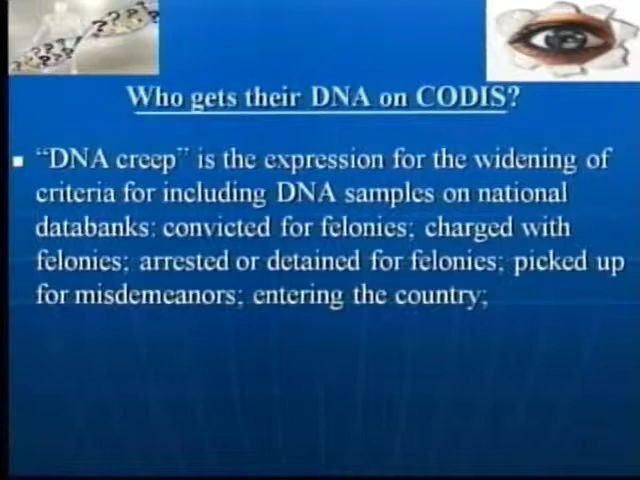 Who gets their DNA on CODIS?
"DNA creep" is the expression for the widening of
criteria for including DNA samples on national
databanks: convicted for felonies; charged with
felonies; arrested or detained for felonies; picked up
for misdemeanors; entering the country;